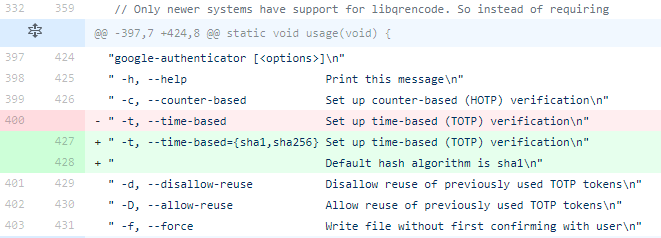 332 359 // Only newer systems have support for libqrencode. So instead of requiring
@@ -397,7 +424,8 @@ static void usage(void) {
397 424 "google-authenticator [<options>]\n"
398 425 " -h, --help Print this message\n"
399 426 " -c, --counter-based Set up counter-based (HOTP) verification\n"
400 - " -t, --time-based Set up time-based (TOTP) verification\n"
427 + " -t, --time-based={sha1,sha256} Set up time-based (TOTP) verification\n"
428 + " Default hash algorithm is sha1\n"
401 429 " -d, --disallow-reuse Disallow reuse of previously used TOTP tokens\n"
402 430 " -D, --allow-reuse Allow reuse of previously used TOTP tokens\n"
403 431 " -f, --force Write file without first confirming with user\n"